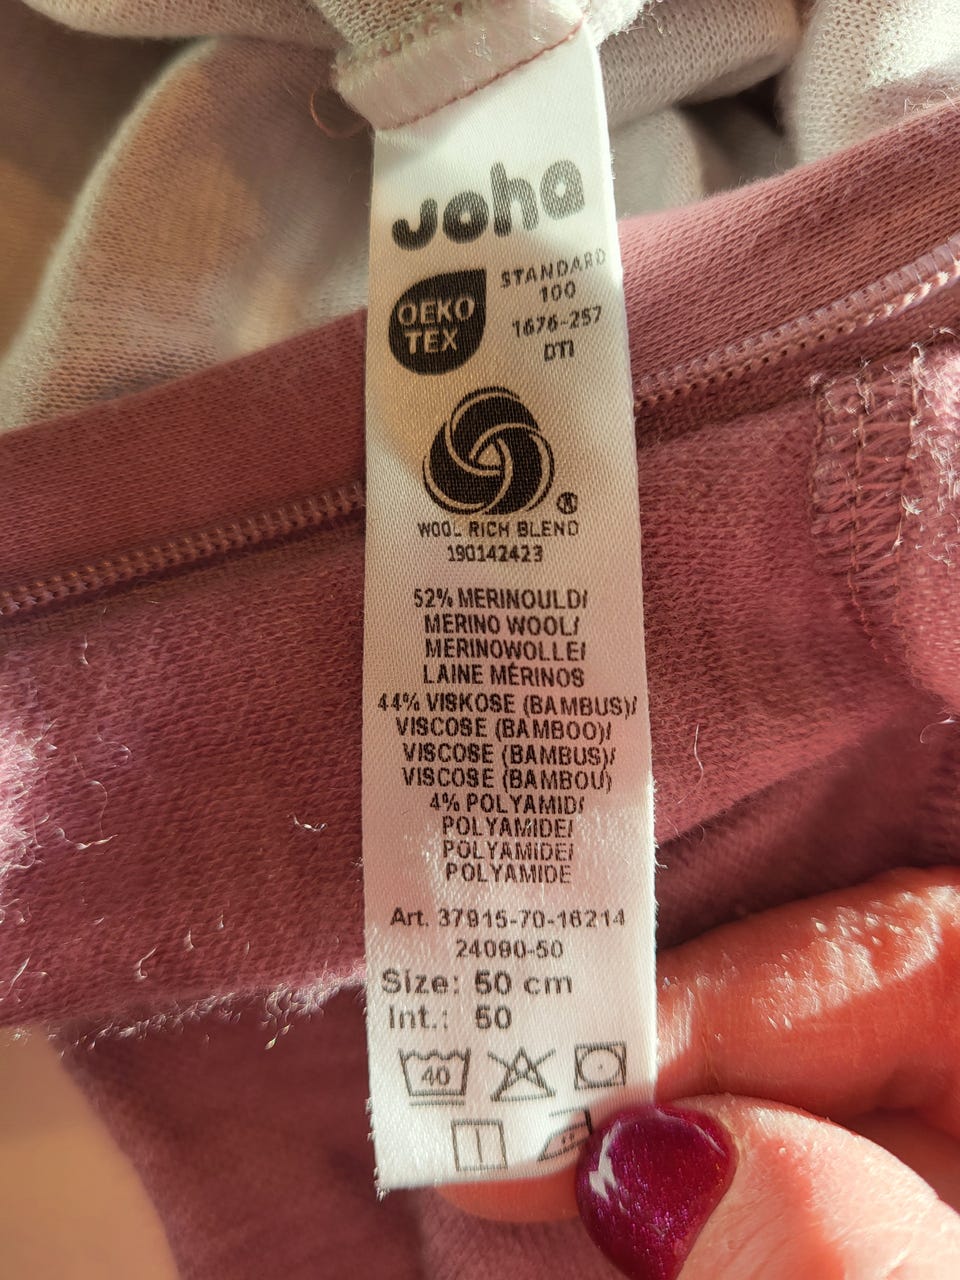 joha
OEKO
TEX
STANDARD
100
1676-257
DTI
®
WOOL RICH BLEND
190142423
52% MERINOULD/
MERINO WOOL/
MERINOWOLLE/
LAINE MÉRINOS
44% VISKOSE (BAMBUS)/
VISCOSE (BAMBOO)/
VISCOSE (BAMBUS)/
VISCOSE (BAMBOU)
4% POLYAMID/
POLYAMIDE/
POLYAMIDE/
POLYAMIDE
Art. 37915-70-16214
24090-50
Size: 50 cm
Int.: 50
40